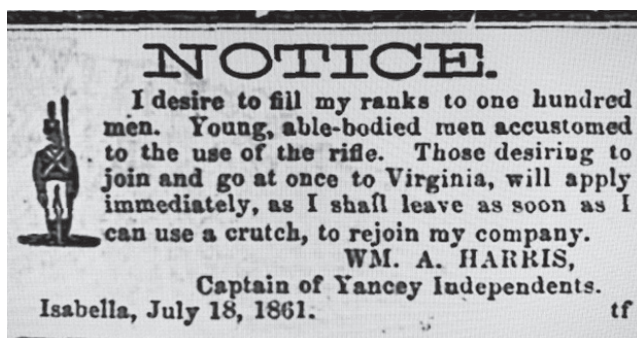 NOTICE.
I desire to fill my ranks to one hundred
men. Young, able-bodied men accustomed
to the use of the rifle. Those desiring to
join and go at once to Virginia, will apply
immediately, as I shall leave as soon as I
can use a crutch, to rejoin my company.
WM. A. HARRIS,
Captain of Yancey Independents.
Isabella, July 18, 1861. tf